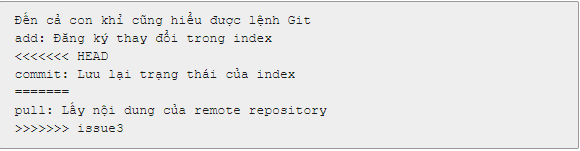 Đến cả con khỉ cũng hiểu được lệnh Git
add: Đăng ký thay đổi trong index
<<<<<<< HEAD
commit: Lưu lại trạng thái của index
=======
pull: Lấy nội dung của remote repository
>>>>>>> issue3